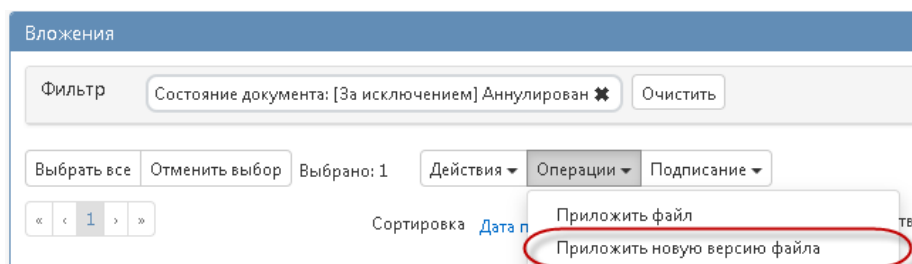 Вложения
Фильтр Состояние документа: [За исключением] Аннулирован ✖ Очистить
Выбрать все Отменить выбор Выбрано: 1 Действия Операции Подписание
« ‹ 1 › » Сортировка Дата
Приложить файл
Приложить новую версию файла